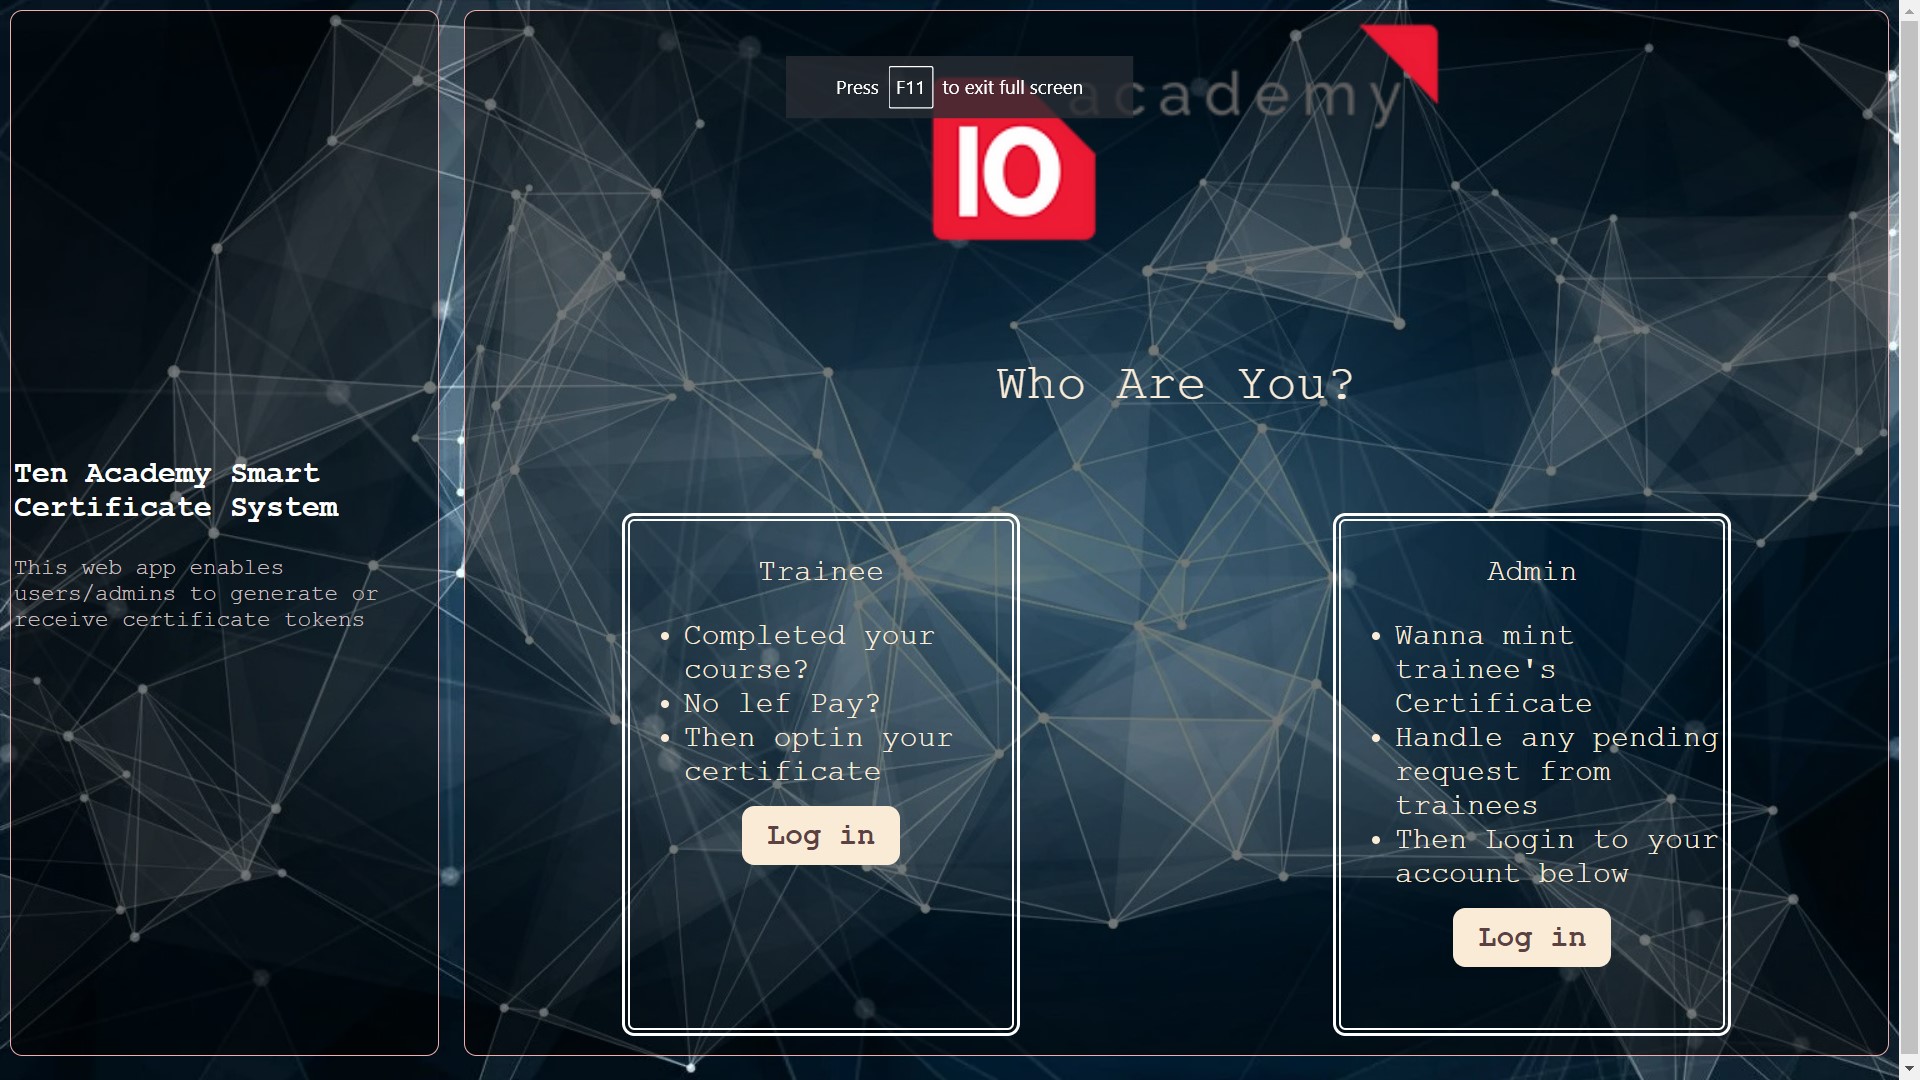 Press F11 to exit full screen
academy
10
Who Are You?
Ten Academy Smart
Certificate System
This web app enables
users/admins to generate or
receive certificate tokens
Trainee
• Completed your
course?
• No lef Pay?
• Then optin your
certificate
Log in
Admin
• Wanna mint
trainee's
Certificate
• Handle any pending
request from
trainees
• Then Login to your
account below
Log in